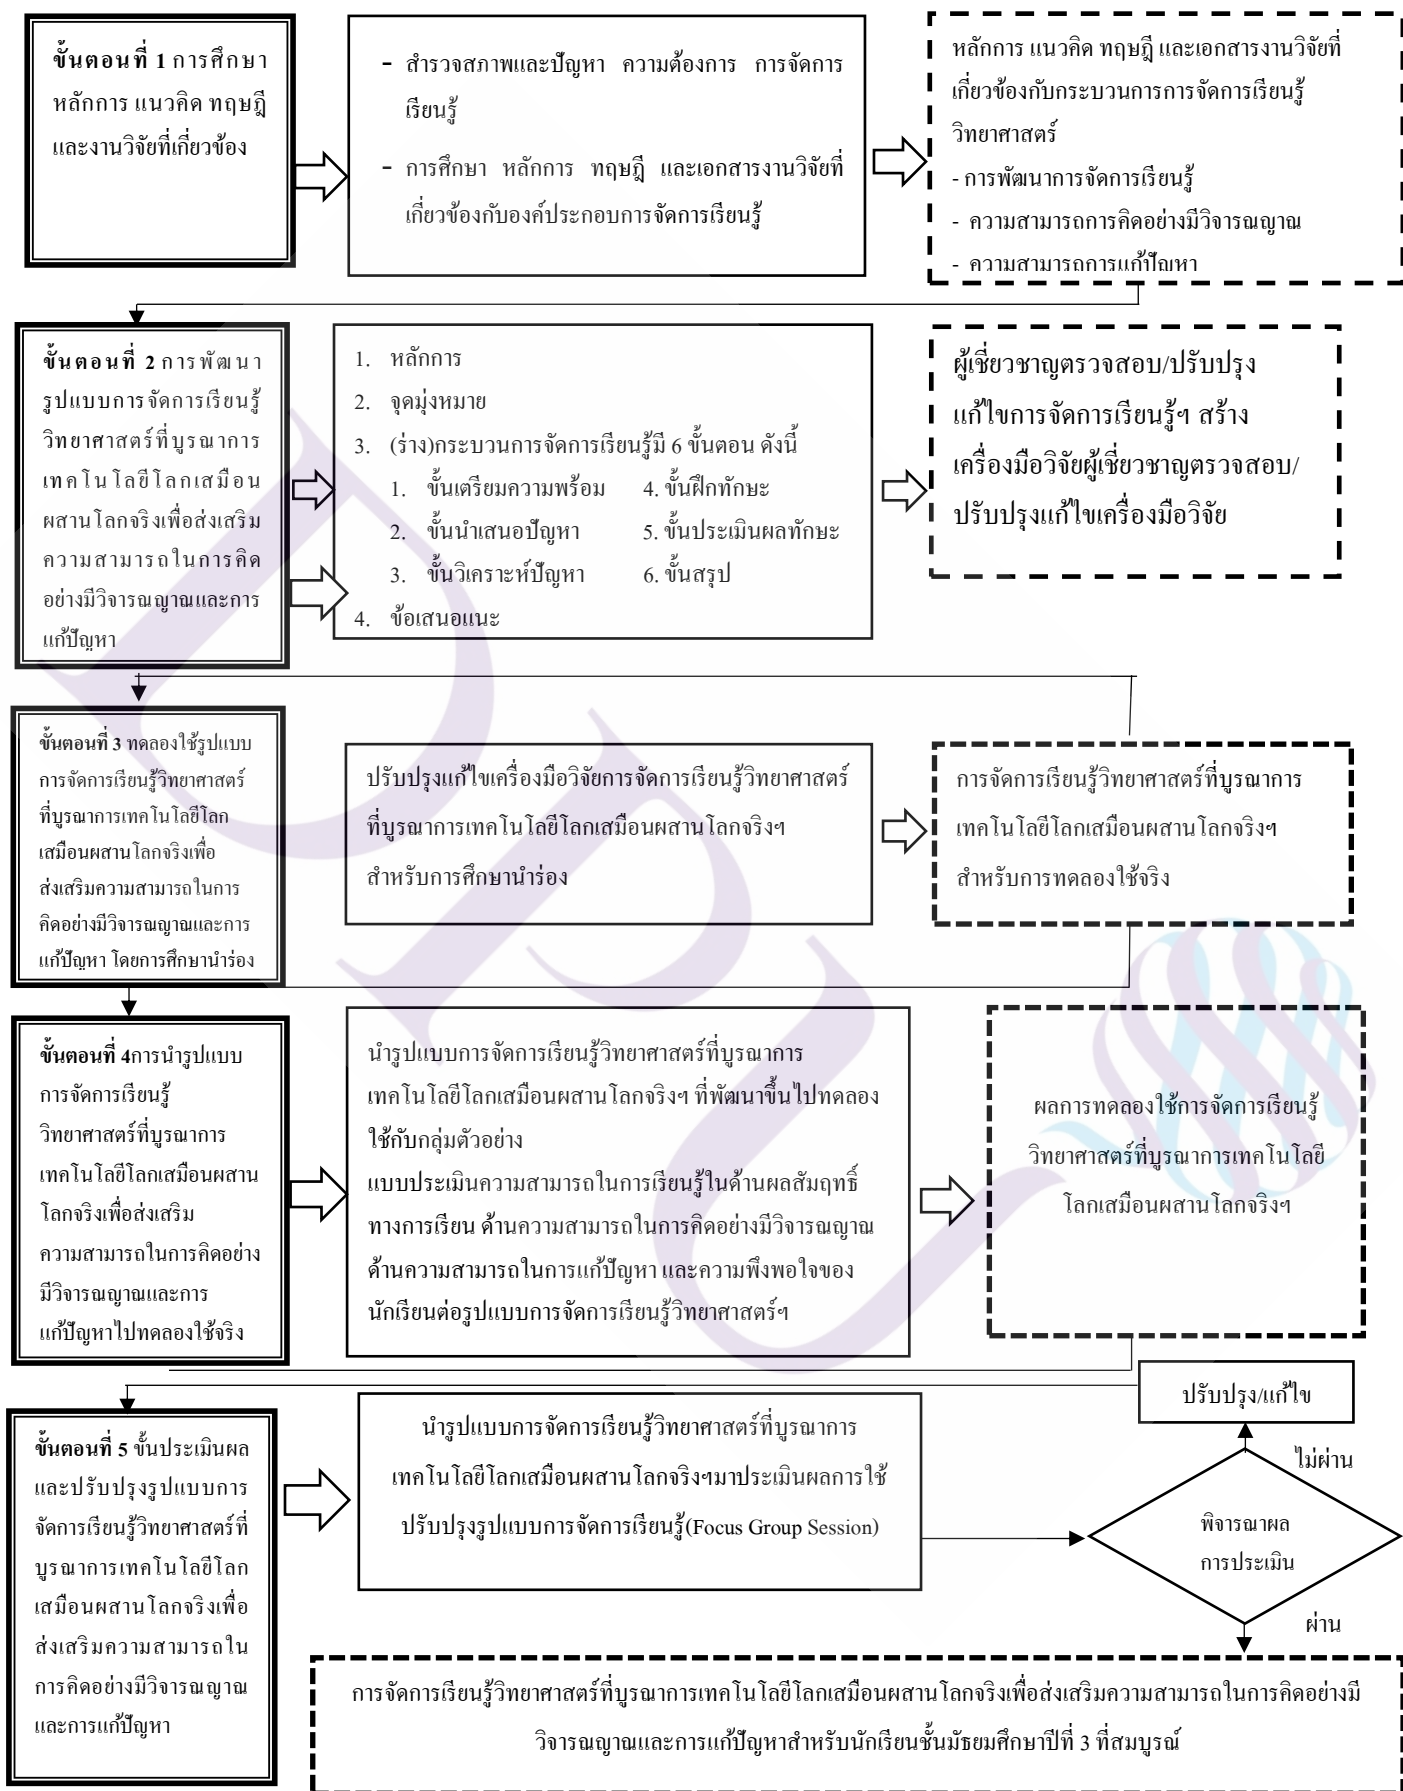 ขั้นตอนที่ 1 การศึกษา
หลักการ แนวคิด ทฤษฎี
และงานวิจัยที่เกี่ยวข้อง
- สำรวจสภาพและปัญหา ความต้องการ การจัดการ
เรียนรู้
- การศึกษา หลักการ ทฤษฎี และเอกสารงานวิจัยที่
เกี่ยวข้องกับองค์ประกอบการจัดการเรียนรู้
หลักการ แนวคิด ทฤษฎี และเอกสารงานวิจัยที่
เกี่ยวข้องกับกระบวนการการจัดการเรียนรู้
วิทยาศาสตร์
- การพัฒนาการจัดการเรียนรู้
- ความสามารถการคิดอย่างมีวิจารณญาณ
- ความสามารถการแก้ปัญหา
ขั้นตอนที่ 2 การพัฒนา
รูปแบบการจัดการเรียนรู้
วิทยาศาสตร์ที่บูรณาการ
เทคโนโลยีโลกเสมือน
ผสานโลกจริงเพื่อส่งเสริม
ความสามารถในการคิด
อย่างมีวิจารณญาณและการ
แก้ปัญหา
1. หลักการ
2. จุดมุ่งหมาย
3. (ร่าง)กระบวนการจัดการเรียนรู้มี 6 ขั้นตอน ดังนี้
1. ขั้นเตรียมความพร้อม 4. ขั้นฝึกทักษะ
2. ขั้นนำเสนอปัญหา 5. ขั้นประเมินผลทักษะ
3. ขั้นวิเคราะห์ปัญหา 6. ขั้นสรุป
4. ข้อเสนอแนะ
ผู้เชี่ยวชาญตรวจสอบ/ปรับปรุง
แก้ไขการจัดการเรียนรู้ฯ สร้าง
เครื่องมือวิจัยผู้เชี่ยวชาญตรวจสอบ/
ปรับปรุงแก้ไขเครื่องมือวิจัย
ขั้นตอนที่ 3 ทดลองใช้รูปแบบ
การจัดการเรียนรู้วิทยาศาสตร์
ที่บูรณาการเทคโนโลยีโลก
เสมือนผสานโลกจริงเพื่อ
ส่งเสริมความสามารถในการ
คิดอย่างมีวิจารณญาณและการ
แก้ปัญหา โดยการศึกษานำร่อง
ปรับปรุงแก้ไขเครื่องมือวิจัยการจัดการเรียนรู้วิทยาศาสตร์
ที่บูรณาการเทคโนโลยีโลกเสมือนผสานโลกจริงฯ
สำหรับการศึกษานำร่อง
การจัดการเรียนรู้วิทยาศาสตร์ที่บูรณาการ
เทคโนโลยีโลกเสมือนผสานโลกจริงฯ
สำหรับการทดลองใช้จริง
ขั้นตอนที่ 4การนำรูปแบบ
การจัดการเรียนรู้
วิทยาศาสตร์ที่บูรณาการ
เทคโนโลยีโลกเสมือนผสาน
โลกจริงเพื่อส่งเสริม
ความสามารถในการคิดอย่าง
มีวิจารณญาณและการ
แก้ปัญหาไปทดลองใช้จริง
นำรูปแบบการจัดการเรียนรู้วิทยาศาสตร์ที่บูรณาการ
เทคโนโลยีโลกเสมือนผสานโลกจริงฯ ที่พัฒนาขึ้นไปทดลอง
ใช้กับกลุ่มตัวอย่าง
แบบประเมินความสามารถในการเรียนรู้ในด้านผลสัมฤทธิ์
ทางการเรียน ด้านความสามารถในการคิดอย่างมีวิจารณญาณ
ด้านความสามารถในการแก้ปัญหา และความพึงพอใจของ
นักเรียนต่อรูปแบบการจัดการเรียนรู้วิทยาศาสตร์ฯ
ผลการทดลองใช้การจัดการเรียนรู้
วิทยาศาสตร์ที่บูรณาการเทคโนโลยี
โลกเสมือนผสานโลกจริงฯ
ปรับปรุง/แก้ไข
ขั้นตอนที่ 5 ขั้นประเมินผล
และปรับปรุงรูปแบบการ
จัดการเรียนรู้วิทยาศาสตร์ที่
บูรณาการเทคโนโลยีโลก
เสมือนผสานโลกจริงเพื่อ
ส่งเสริมความสามารถใน
การคิดอย่างมีวิจารณญาณ
และการแก้ปัญหา
นำรูปแบบการจัดการเรียนรู้วิทยาศาสตร์ที่บูรณาการ
เทคโนโลยีโลกเสมือนผสานโลกจริงฯมาประเมินผลการใช้
ปรับปรุงรูปแบบการจัดการเรียนรู้(Focus Group Session)
ไม่ผ่าน
พิจารณาผล
การประเมิน
ผ่าน
การจัดการเรียนรู้วิทยาศาสตร์ที่บูรณาการเทคโนโลยีโลกเสมือนผสานโลกจริงเพื่อส่งเสริมความสามารถในการคิดอย่างมี
วิจารณญาณและการแก้ปัญหาสำหรับนักเรียนชั้นมัธยมศึกษาปีที่ 3 ที่สมบูรณ์
DPU